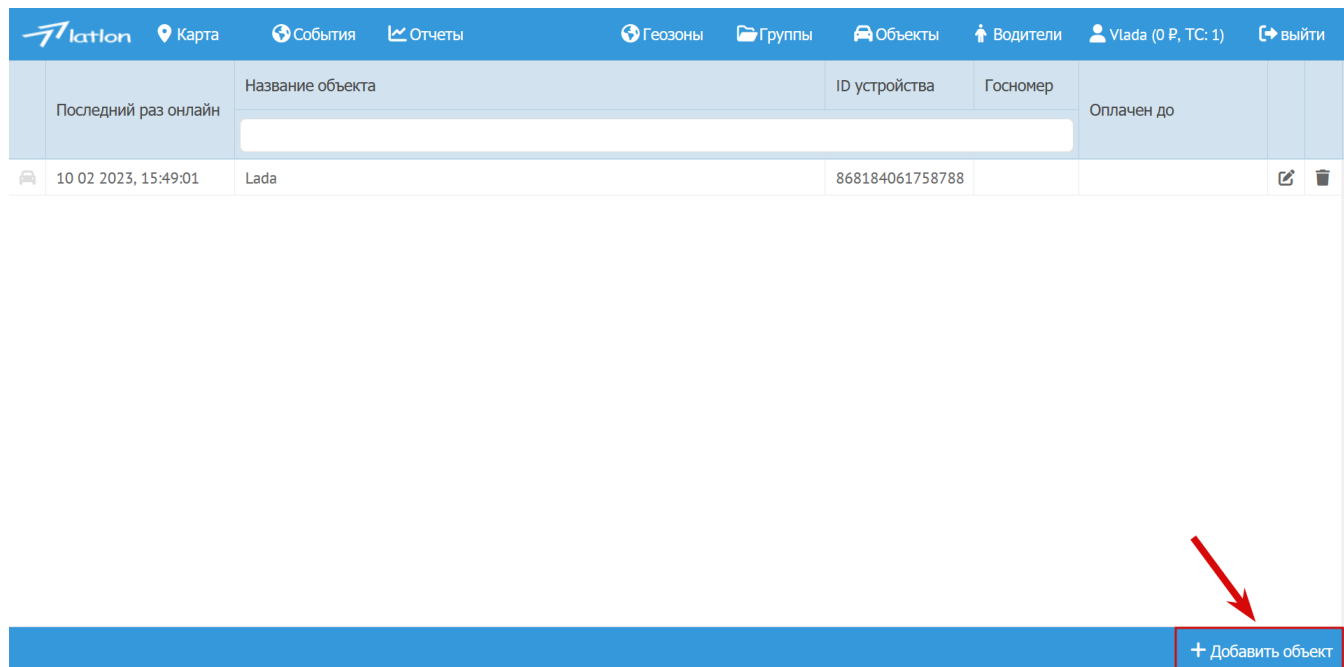 latlon Карта События Отчеты Геозоны Группы Объекты Водители Vlada (0 ₽, ТС: 1) выйти
Последний раз онлайн Название объекта ID устройства Госномер Оплачен до
10 02 2023, 15:49:01 Lada 868184061758788
+ Добавить объект